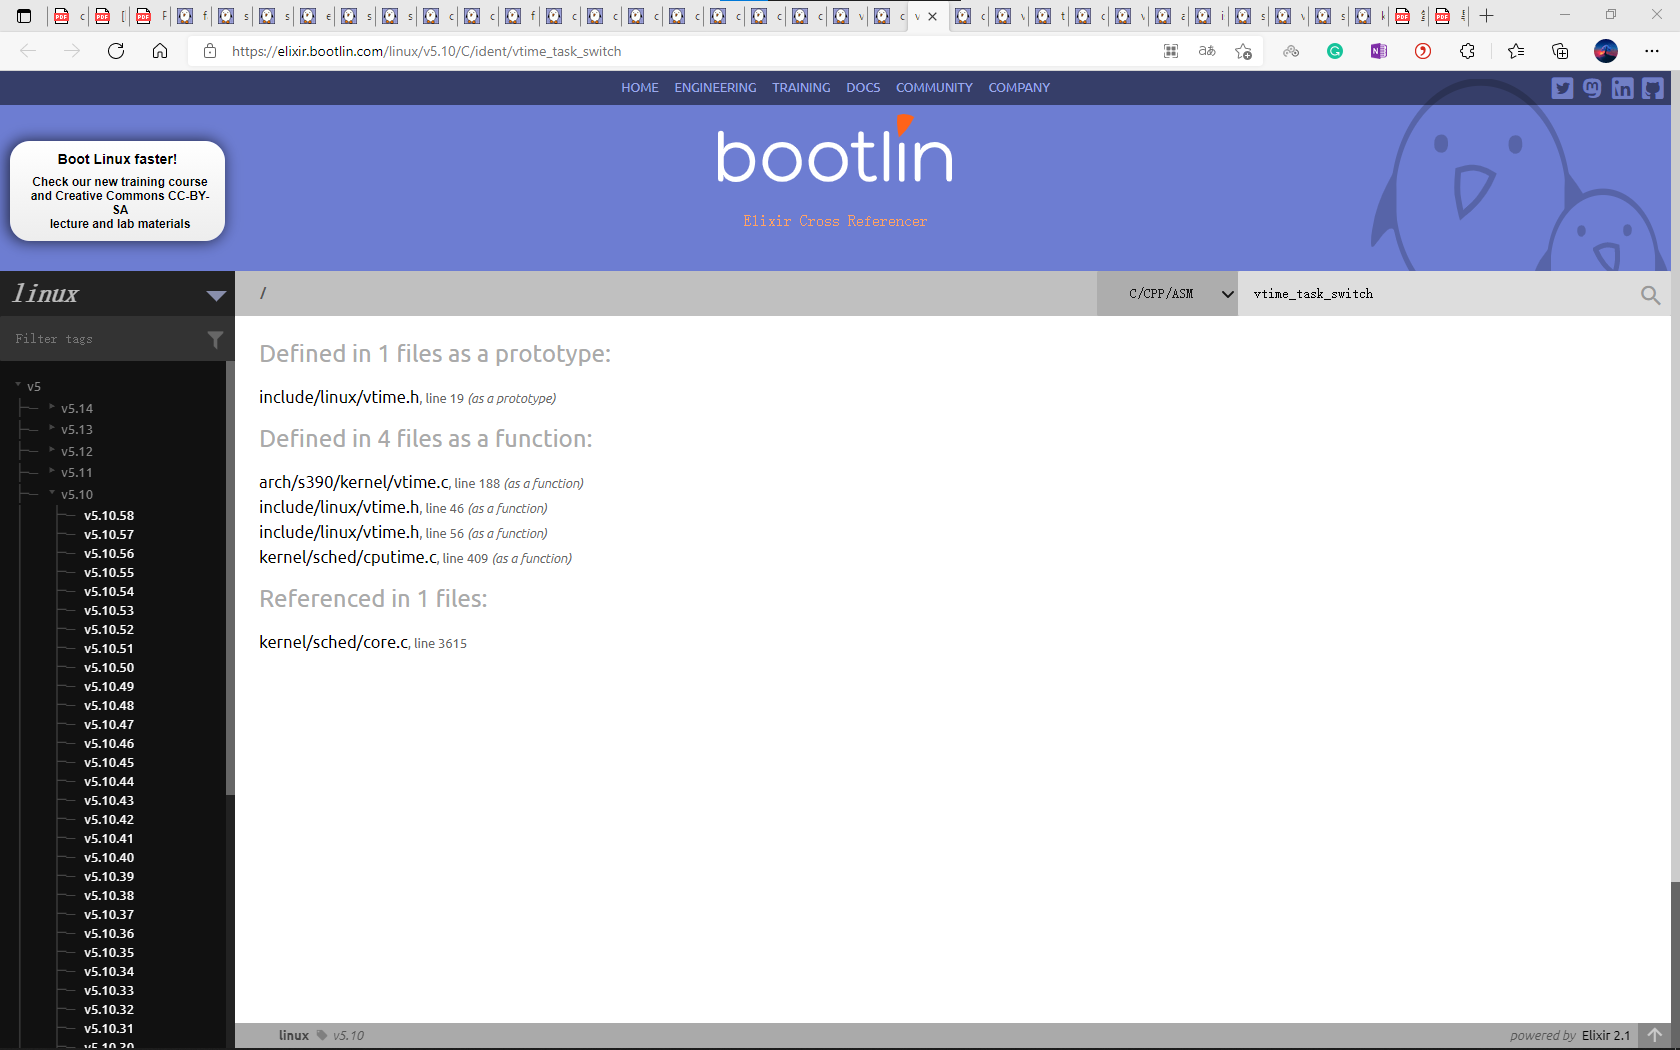 https://elixir.bootlin.com/linux/v5.10/C/ident/vtime_task_switch
HOME ENGINEERING TRAINING DOCS COMMUNITY COMPANY
Boot Linux faster!
Check our new training course
and Creative Commons CC-BY-
SA
lecture and lab materials
bootlin
Elixir Cross Referencer
linux
/
C/CPP/ASM
vtime_task_switch
Filter tags
v5
v5.14
v5.13
v5.12
v5.11
v5.10
v5.10.58
v5.10.57
v5.10.56
v5.10.55
v5.10.54
v5.10.53
v5.10.52
v5.10.51
v5.10.50
v5.10.49
v5.10.48
v5.10.47
v5.10.46
v5.10.45
v5.10.44
v5.10.43
v5.10.42
v5.10.41
v5.10.40
v5.10.39
v5.10.38
v5.10.37
v5.10.36
v5.10.35
v5.10.34
v5.10.33
v5.10.32
v5.10.31
v5.10.30
Defined in 1 files as a prototype:
include/linux/vtime.h, line 19 (as a prototype)
Defined in 4 files as a function:
arch/s390/kernel/vtime.c, line 188 (as a function)
include/linux/vtime.h, line 46 (as a function)
include/linux/vtime.h, line 56 (as a function)
kernel/sched/cputime.c, line 409 (as a function)
Referenced in 1 files:
kernel/sched/core.c, line 3615
linux v5.10
powered by Elixir 2.1